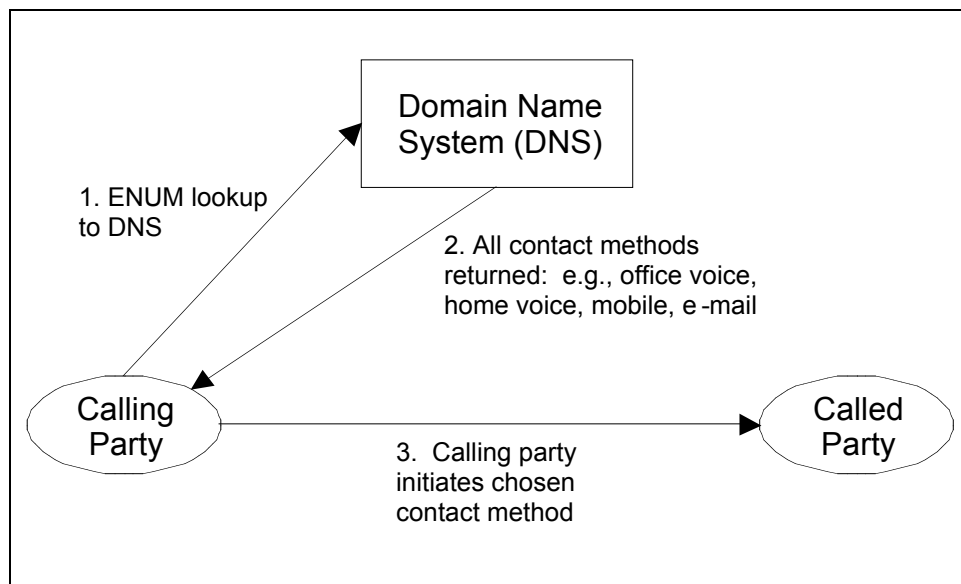 Domain Name
System (DNS)
1. ENUM lookup
to DNS
2. All contact methods
returned: e.g., office voice,
home voice, mobile, e-mail
Calling
Party
Called
Party
3. Calling party
initiates chosen
contact method